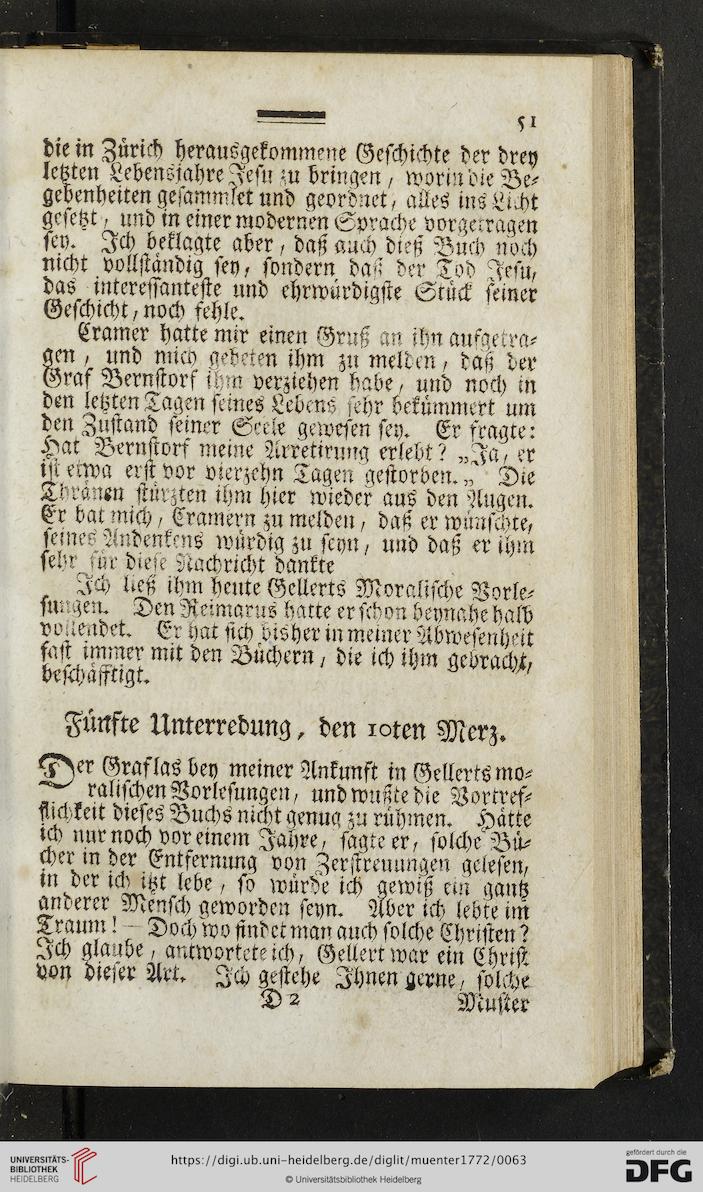 51
die in Zürich herausgekommene Geschichte der drey
letzten Lebensjahre Jesu zu bringen, worin die Be-
gebenheiten gesammlet und geordnet, alles ins Licht
gesetzt, und in einer modernen Sprache vorgetragen
sey. Ich beklagte aber, daß auch dieß Buch noch
nicht vollständig sey, sondern daß der Tod Jesu,
das interessanteste und ehrwürdigste Stück seiner
Geschicht, noch fehle.
Cramer hatte mir einen Gruß an ihn aufgetra-
gen, und mich gebeten ihm zu melden, daß der
Graf Bernstorf ihm verziehen habe, und noch in
den letzten Tagen seines Lebens sehr bekümmert um
den Zustand seiner Seele gewesen sey. Er fragte:
Hat Bernstorf meine Arretirung erlebt? „Ja, er
ist etwa erst vor vierzehn Tagen gestorben.„ Die
Thränen stürzten ihm hier wieder aus den Augen.
Er bat mich, Cramern zu melden, daß er wünschte,
seines Andenkens würdig zu seyn, und daß er ihm
sehr für diese Nachricht dankte
Ich ließ ihm heute Gellerts Moralische Vorle-
sungen. Den Reimarus hatte er schon beynahe halb
vollendet. Er hat sich bisher in meiner Abwesenheit
fast immer mit den Büchern, die ich ihm gebracht,
beschäfftigt.
Fünfte Unterredung, den 10ten Merz.
Der Graf las bey meiner Ankunft in Gellerts mo-
ralischen Vorlesungen, und wußte die Vortref-
flichkeit dieses Buchs nicht genug zu rühmen. Hätte
ich nur noch vor einem Jahre, sagte er, solche Bü-
cher in der Entfernung von Zerstreuungen gelesen,
in der ich itzt lebe, so würde ich gewiß ein gantz
anderer Mensch geworden seyn. Aber ich lebte im
Traum! — Doch wo findet man auch solche Christen?
Ich glaube, antwortete ich, Gellert war ein Christ
von dieser Art. Ich gestehe Ihnen gerne, solche
D 2 Muster
UNIVERSITÄTS-
BIBLIOTHEK
HEIDELBERG
https://digi.ub.uni-heidelberg.de/diglit/muenter1772/0063
© Universitätsbibliothek Heidelberg
gefördert durch die
DFG